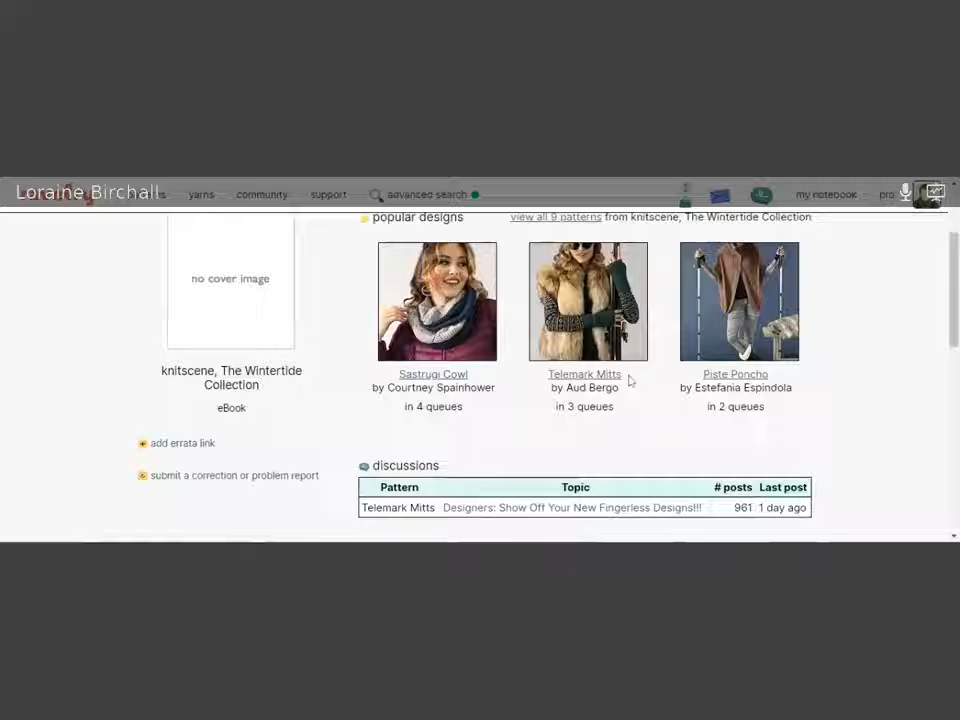 Loraine Birchall
yarns community support advanced search my notebook pro
popular designs view all 9 patterns from knitscene, The Wintertide Collection
no cover image
knitscene, The Wintertide
Collection
eBook
add errata link
submit a correction or problem report
Sastrugi Cowl
by Courtney Spainhower
in 4 queues
Telemark Mitts
by Aud Bergo
in 3 queues
Piste Poncho
by Estefania Espindola
in 2 queues
discussions
Pattern Topic # posts Last post
Telemark Mitts Designers: Show Off Your New Fingerless Designs!!! 961 1 day ago